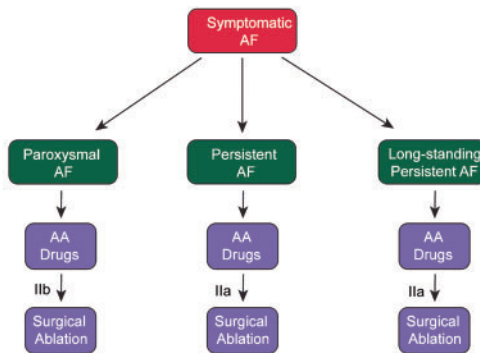 Symptomatic
AF
Paroxysmal
AF
Persistent
AF
Long-standing
Persistent AF
AA
Drugs
AA
Drugs
AA
Drugs
IIb
IIa
IIa
Surgical
Ablation
Surgical
Ablation
Surgical
Ablation